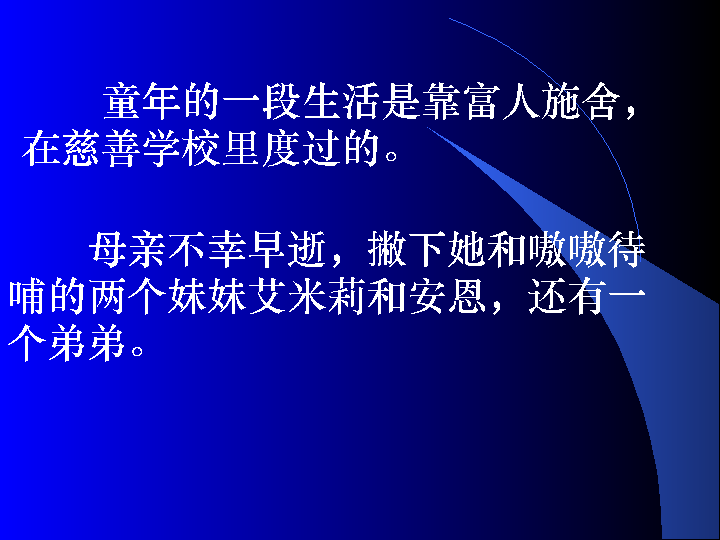 童年的一段生活是靠富人施舍，
在慈善学校里度过的。
母亲不幸早逝，撇下她和嗷嗷待
哺的两个妹妹艾米莉和安恩，还有一
个弟弟。